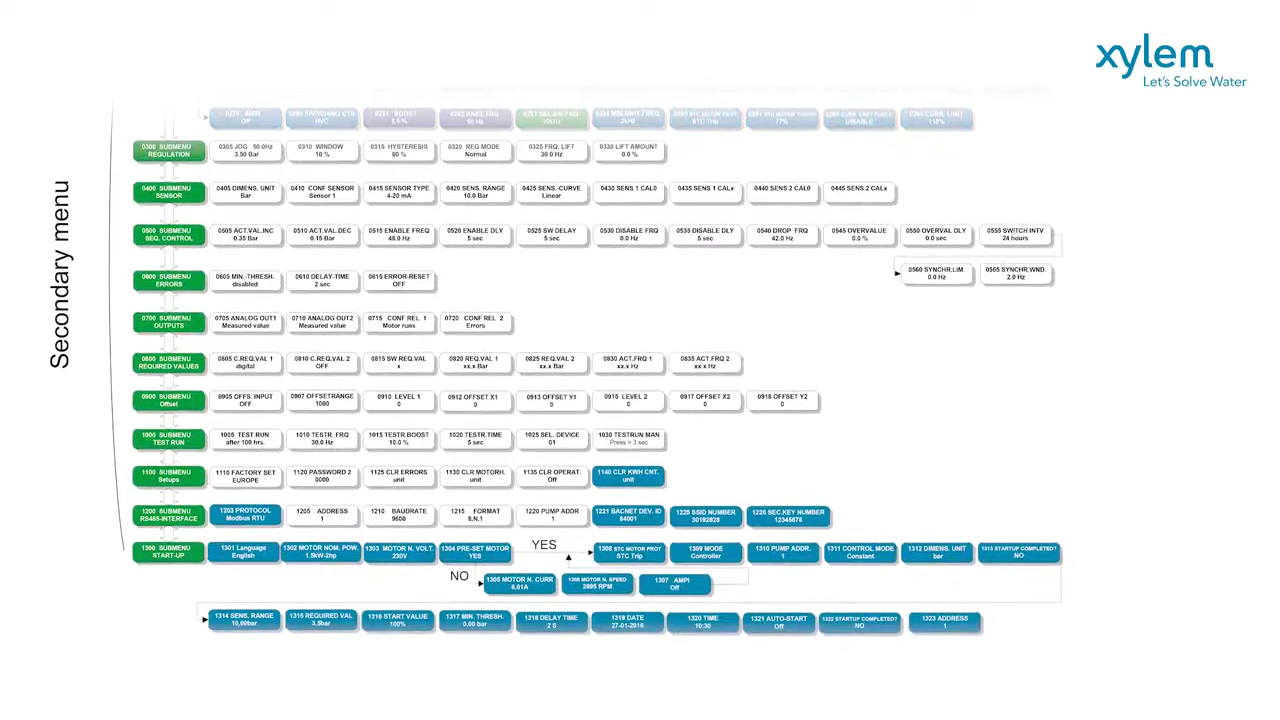 xylem
Let's Solve Water
Secondary menu
Off
5.0 %
50 Hz
STC Trip
77%
DISABLE
110%
0300 SUBMENU
REGULATION
0305 JOG 50.0Hz
3.50 Bar
0310 WINDOW
10 %
0315 HYSTERESIS
80 %
0320 REG.MODE
Normal
0325 FRQ. LIFT
30.0 Hz
0330 LIFT AMOUNT
0.0 %
0400 SUBMENU
SENSOR
0405 DIMENS. UNIT
Bar
0410 CONF SENSOR
Sensor 1
0415 SENSOR TYPE
4-20 mA
0420 SENS. RANGE
10.0 Bar
0425 SENS.-CURVE
Linear
0430 SENS 1 CAL0
0435 SENS 1 CALx
0440 SENS 2 CAL0
0445 SENS 2 CALx
0500 SUBMENU
SEQ. CONTROL
0505 ACT.VAL.INC
0.35 Bar
0510 ACT.VAL.DEC
0.15 Bar
0515 ENABLE FREQ
48.0 Hz
0520 ENABLE DLY
5 sec
0525 SW DELAY
5 sec
0530 DISABLE FRQ
0.0 Hz
0535 DISABLE DLY
5 sec
0540 DROP FRQ
42.0 Hz
0545 OVERVALUE
0.0 %
0550 OVERVAL DLY
0.0 sec
0555 SWITCH INTV
24 hours
0560 SYNCHR.LIM.
0.0 Hz
0565 SYNCHR.WND.
2.0 Hz
0600 SUBMENU
ERRORS
0605 MIN.-THRESH.
disabled
0610 DELAY-TIME
2 sec
0615 ERROR-RESET
OFF
0700 SUBMENU
OUTPUTS
0705 ANALOG OUT1
Measured value
0710 ANALOG OUT2
Measured value
0715 CONF REL 1
Motor runs
0720 CONF REL 2
Errors
0800 SUBMENU
REQUIRED VALUES
0805 C.REQ.VAL 1
digital
0810 C.REQ.VAL 2
OFF
0815 SW REQ.VAL
x
0820 REQ.VAL 1
xx.x Bar
0825 REQ.VAL 2
xx.x Bar
0830 ACT.FRQ 1
xx.x Hz
0835 ACT.FRQ 2
xx.x Hz
0900 SUBMENU
Offset
0905 OFFS. INPUT
OFF
0907 OFFSETRANGE
1000
0910 LEVEL 1
0
0912 OFFSET X1
0
0913 OFFSET Y1
0
0915 LEVEL 2
0
0917 OFFSET X2
0
0918 OFFSET Y2
0
1000 SUBMENU
TEST RUN
1005 TEST RUN
after 100 hrs.
1010 TESTR. FRQ
30.0 Hz
1015 TESTR.BOOST
10.0 %
1020 TESTR.TIME
5 sec
1025 SEL. DEVICE
01
1030 TESTRUN MAN
Press > 3 sec
1100 SUBMENU
Setups
1110 FACTORY SET
EUROPE
1120 PASSWORD 2
0000
1125 CLR ERRORS
unit
1130 CLR MOTORH.
unit
1135 CLR OPERAT.
Off
1140 CLR KWH CNT.
unit
1200 SUBMENU
RS485-INTERFACE
1203 PROTOCOL
Modbus RTU
1205 ADDRESS
1
1210 BAUDRATE
9600
1215 FORMAT
8,N,1
1220 PUMP ADDR
1
1221 BACNET DEV. ID
84001
1225 SSID NUMBER
30192828
1226 SEC.KEY NUMBER
12345678
1300 SUBMENU
START-UP
1301 Language
English
1302 MOTOR NOM. POW.
1.5kW-2hp
1303 MOTOR N. VOLT.
230V
1304 PRE-SET MOTOR
YES
YES
1308 STC MOTOR PROT
STC Trip
1309 MODE
Controller
1310 PUMP ADDR.
1
1311 CONTROL MODE
Constant
1312 DIMENS. UNIT
bar
1313 STARTUP COMPLETED?
NO
NO
1305 MOTOR N. CURR
6,61A
1306 MOTOR N. SPEED
2895 RPM
1307 AMPI
Off
1314 SENS. RANGE
10,00bar
1315 REQUIRED VAL
3,5bar
1316 START VALUE
100%
1317 MIN. THRESH.
0.00 bar
1318 DELAY TIME
2 S
1319 DATE
27-01-2016
1320 TIME
10:30
1321 AUTO-START
Off
1322 STARTUP COMPLETED?
NO
1323 ADDRESS
1